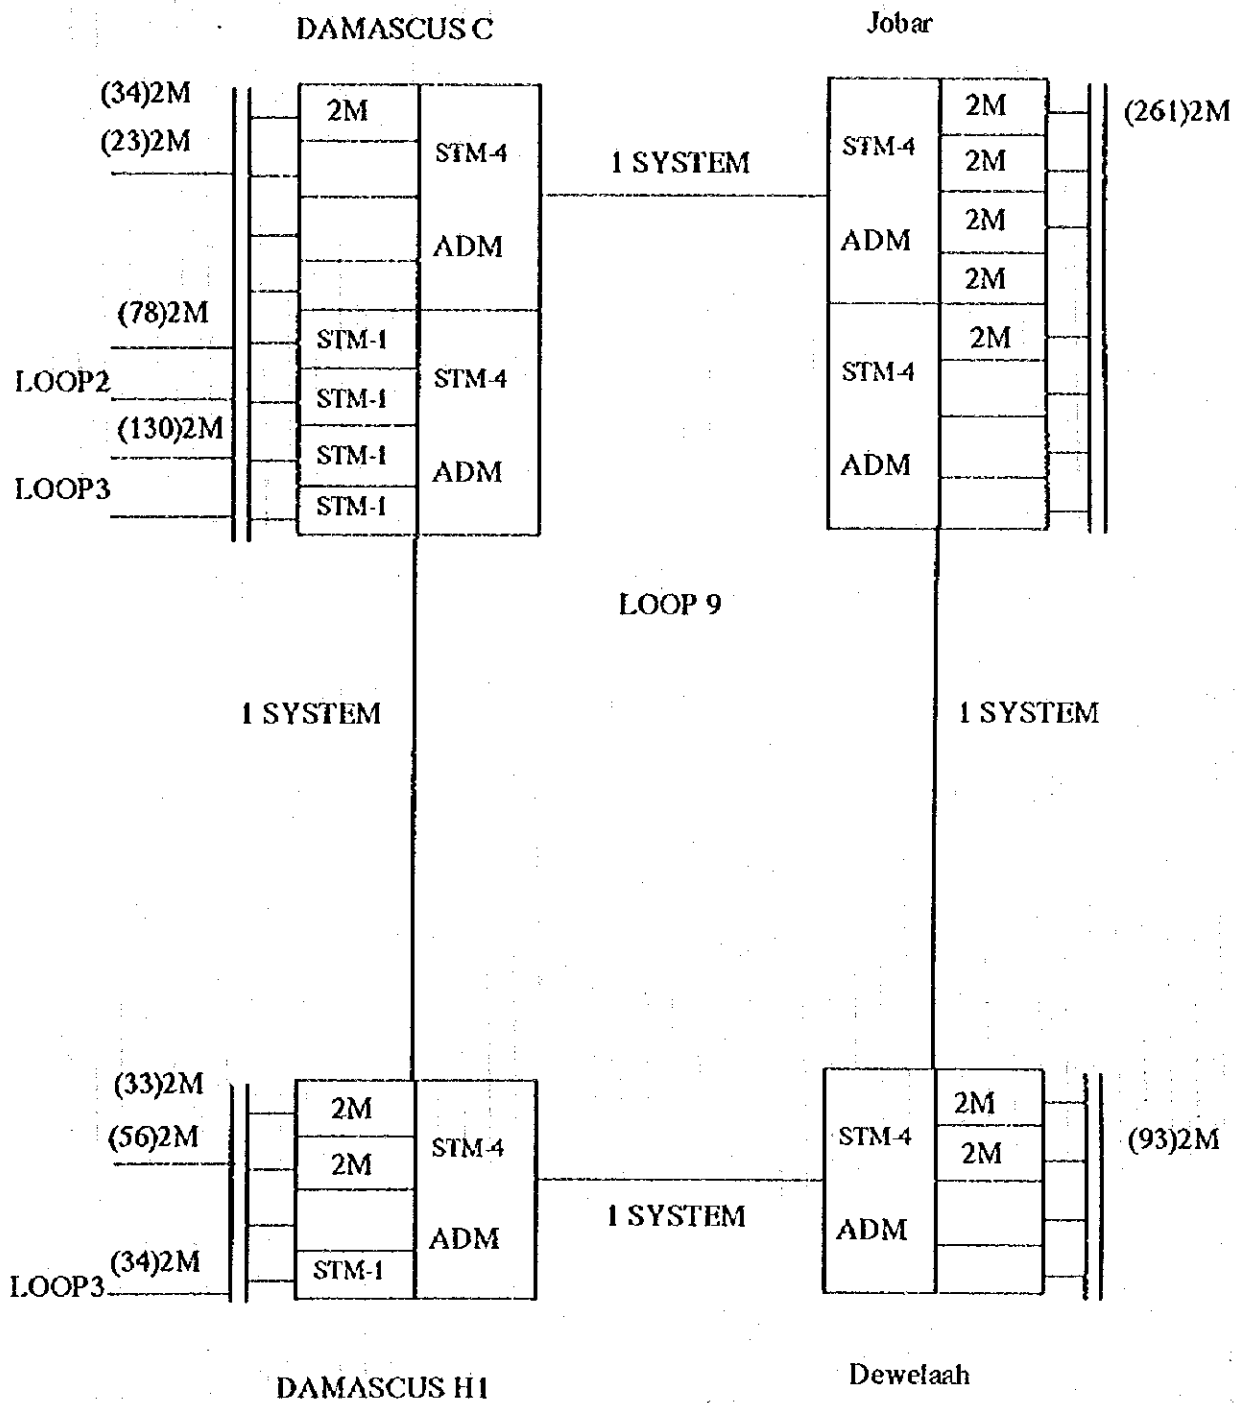 DAMASCUS C
Jobar
(34)2M
(23)2M
2M
STM-4
ADM
(78)2M
STM-1
LOOP2
STM-1
STM-4
(130)2M
STM-1
ADM
LOOP3
STM-1
1 SYSTEM
STM-4
2M
(261)2M
2M
ADM
2M
2M
2M
STM-4
ADM
LOOP 9
1 SYSTEM
1 SYSTEM
(33)2M
2M
(56)2M
2M
STM-4
ADM
LOOP3
(34)2M
STM-1
1 SYSTEM
STM-4
2M
2M
(93)2M
ADM
DAMASCUS H1
Dewelaah